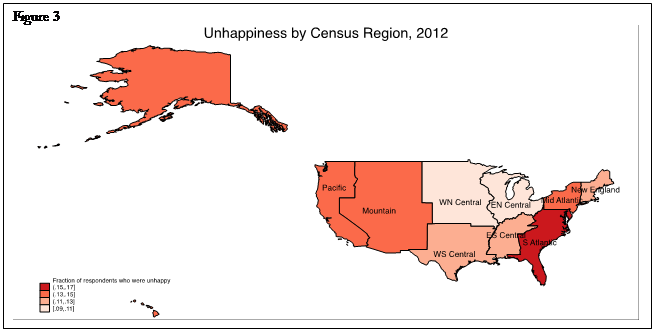 Figure 3
Unhappiness by Census Region, 2012
Pacific
Mountain
WN Central
EN Central
New England
Mid Atlantic
WS Central
ES Central
S Atlantic
Fraction of respondents who were unhappy
(.15,.17]
(.13,.15]
(.11,.13]
[.09,.11]